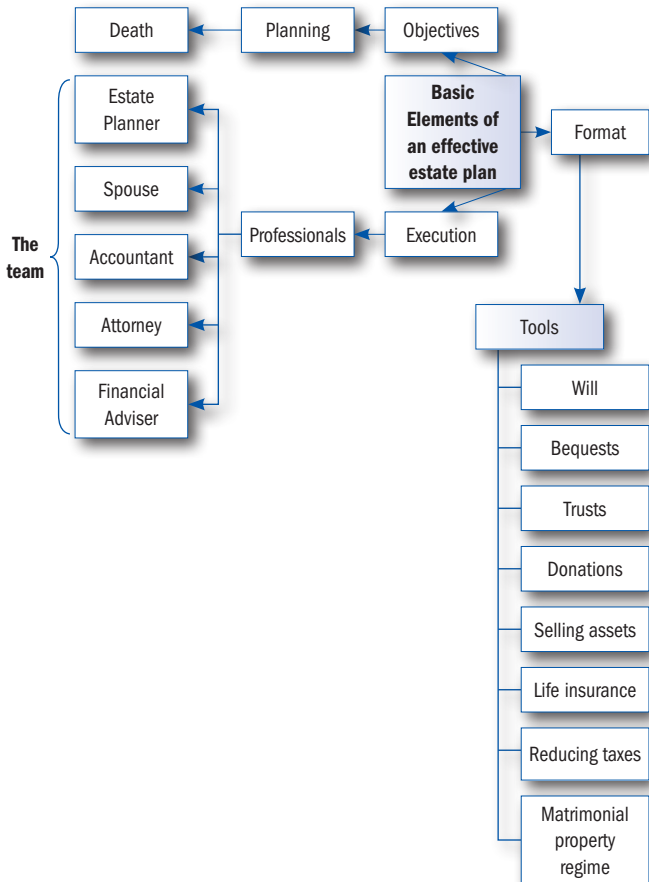 Death
Planning
Objectives
Basic
Elements of
an effective
estate plan
Format
Estate
Planner
Spouse
The
team
Professionals
Execution
Accountant
Attorney
Financial
Adviser
Tools
Will
Bequests
Trusts
Donations
Selling assets
Life insurance
Reducing taxes
Matrimonial
property
regime